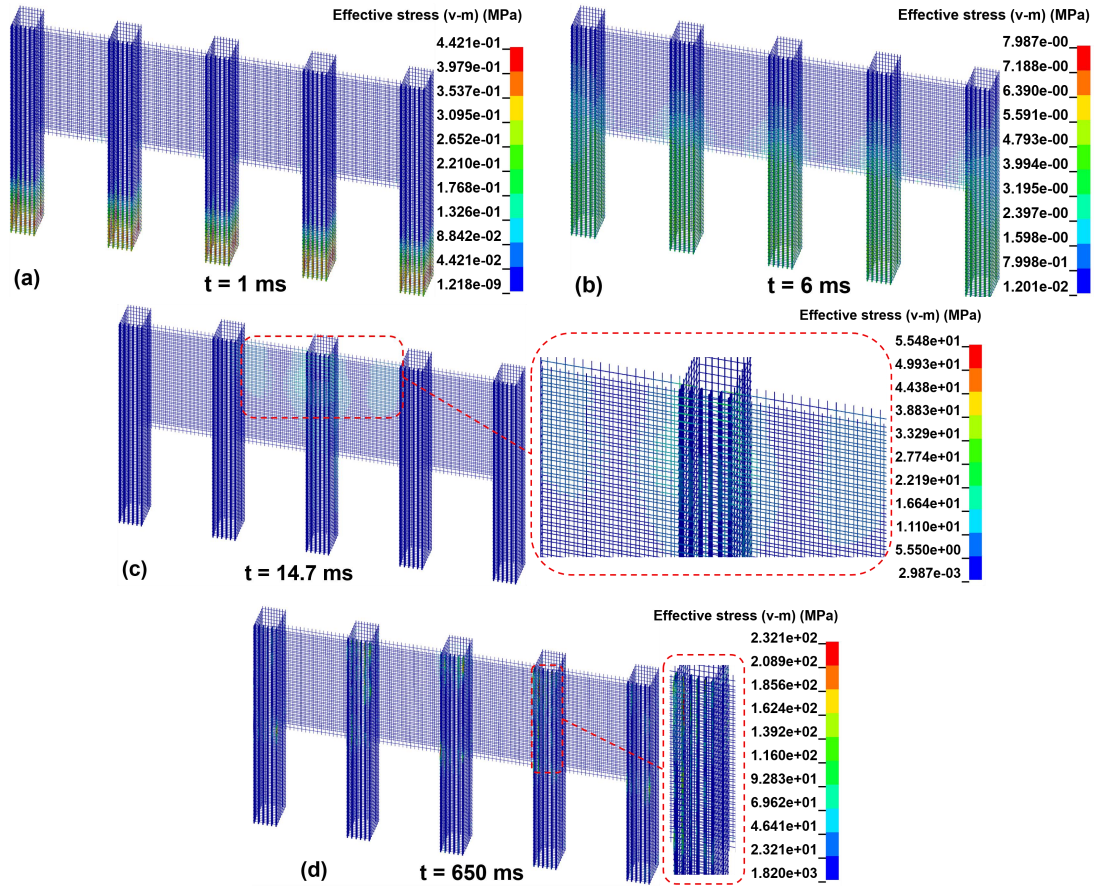 Effective stress (v-m) (MPa)
4.421e-01
3.979e-01
3.537e-01
3.095e-01
2.652e-01
2.210e-01
1.768e-01
1.326e-01
8.842e-02
4.421e-02
1.218e-09
(a)
t = 1 ms
Effective stress (v-m) (MPa)
7.987e-00
7.188e-00
6.390e-00
5.591e-00
4.793e-00
3.994e-00
3.195e-00
2.397e-00
1.598e-00
7.998e-01
1.201e-02
(b)
t = 6 ms
Effective stress (v-m) (MPa)
5.548e+01
4.993e+01
4.438e+01
3.883e+01
3.329e+01
2.774e+01
2.219e+01
1.664e+01
1.110e+01
5.550e+00
2.987e-03
(c)
t = 14.7 ms
Effective stress (v-m) (MPa)
2.321e+02
2.089e+02
1.856e+02
1.624e+02
1.392e+02
1.160e+02
9.283e+01
6.962e+01
4.641e+01
2.321e+01
1.820e+03
(d)
t = 650 ms